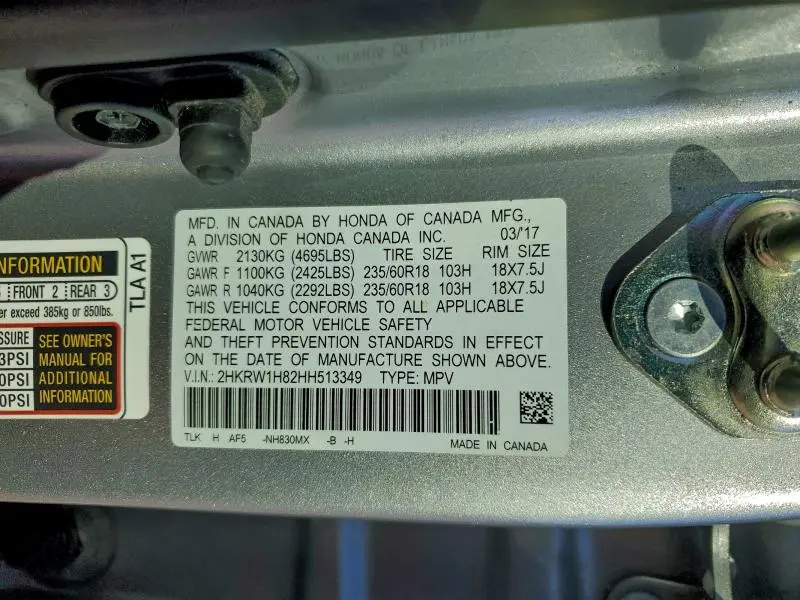 MFD. IN CANADA BY HONDA OF CANADA MFG.,
A DIVISION OF HONDA CANADA INC. 03/'17
GVWR 2130KG (4695LBS) TIRE SIZE RIM SIZE
GAWR F 1100KG (2425LBS) 235/60R18 103H 18X7.5J
GAWR R 1040KG (2292LBS) 235/60R18 103H 18X7.5J
THIS VEHICLE CONFORMS TO ALL APPLICABLE
FEDERAL MOTOR VEHICLE SAFETY
AND THEFT PREVENTION STANDARDS IN EFFECT
ON THE DATE OF MANUFACTURE SHOWN ABOVE.
V.I.N.: 2HKRW1H82HH513349 TYPE: MPV
TLK H AF5 -NH830MX -B -H
MADE IN CANADA
NFORMATION
FRONT 2 REAR 3
er exceed 385kg or 850lbs.
SSURE
3PSI
0PSI
SEE OWNER'S
MANUAL FOR
ADDITIONAL
INFORMATION
TLA A1